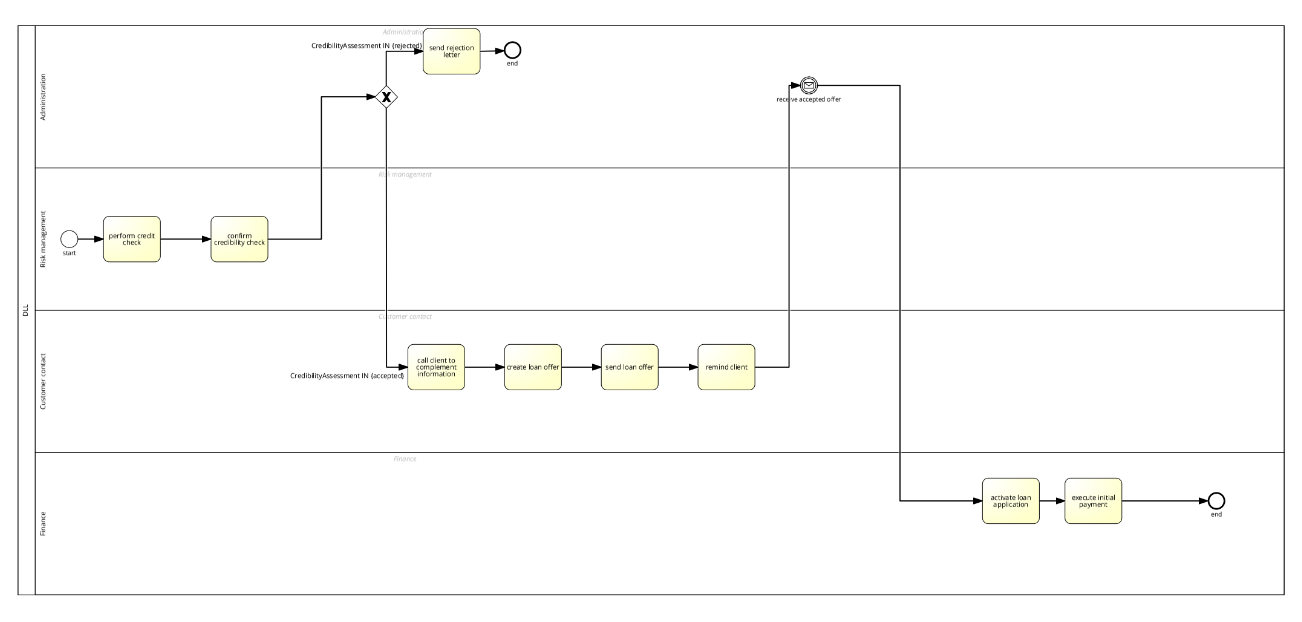 DLL
Administration
Administration
CredibilityAssessment IN (rejected)
send rejection
letter
end
receive accepted offer
Risk management
Risk management
start
perform credit
check
confirm
credibility check
Customer contact
Customer contact
CredibilityAssessment IN (accepted)
call client to
complement
information
create loan offer
send loan offer
remind client
Finance
Finance
activate loan
application
execute initial
payment
end